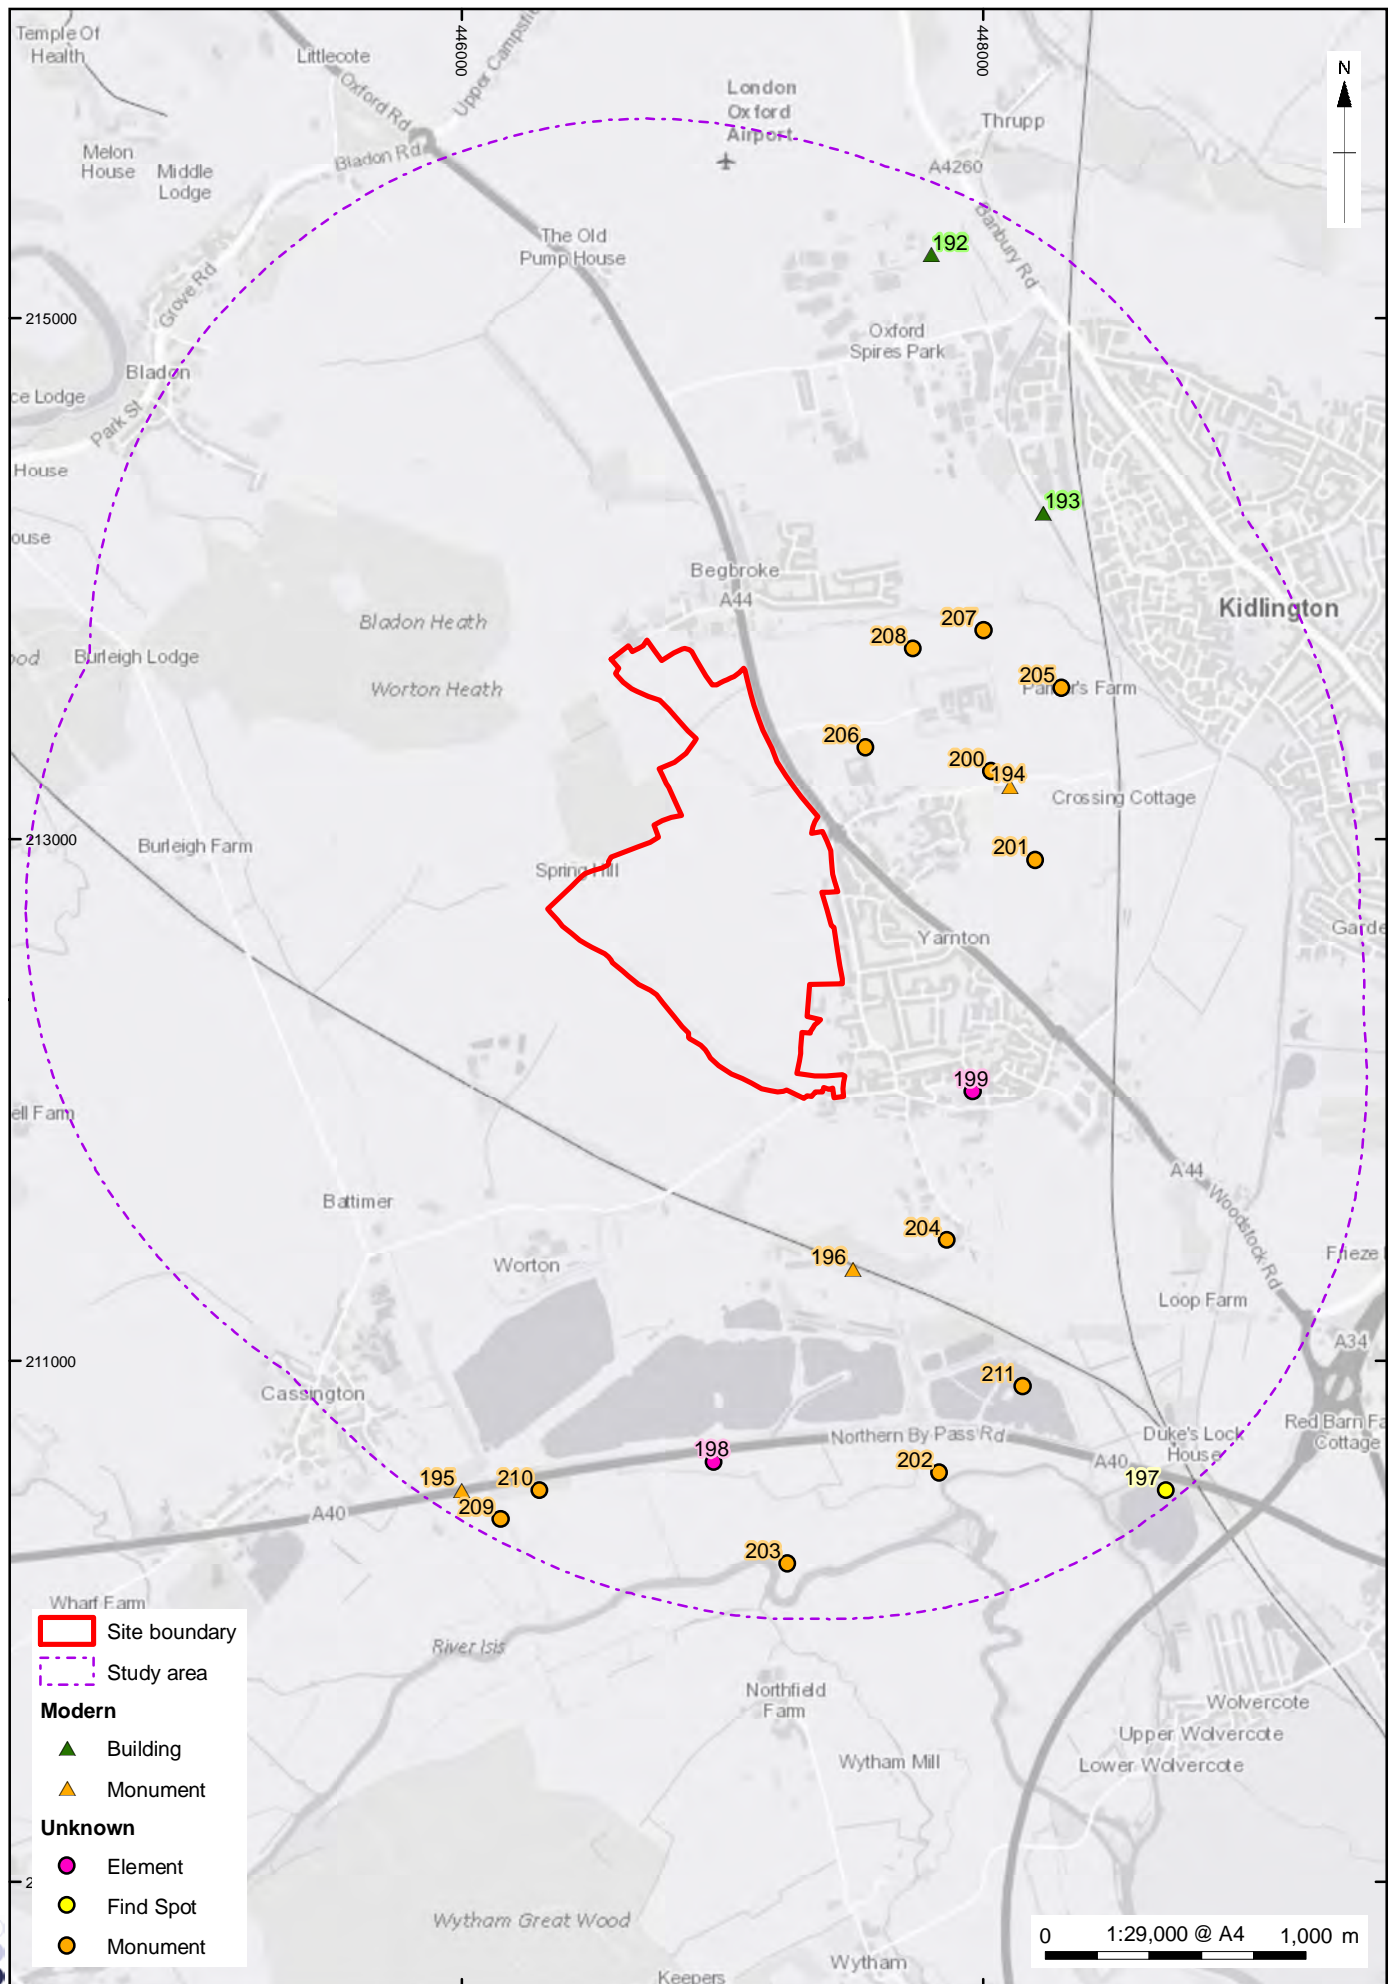 446000
448000
Temple Of
Health
Littlecote
Oxford Rd
Upper Campsfie
London
Oxford
Airport
Thrupp
N
Melon
House
Middle
Lodge
Bladon Rd
A4260
Banbury Rd
192
The Old
Pump House
Grove Rd
215000
Oxford
Spires Park
Bladon
ce Lodge
Park St
House
193
ouse
Begbroke
A44
Kidlington
Bladon Heath
207
208
Burleigh Lodge
Worton Heath
205
206
200
194
Crossing Cottage
213000
Burleigh Farm
201
Spring Hill
Garde
Yarnton
199
ell Farm
A44
Woodstock Rd
Battimer
204
196
Worton
Frieze
Loop Farm
A34
211000
211
Cassington
Northern By Pass Rd
Duke's Lock
House
Red Barn Fa
Cottage
198
202
A40
197
195
210
209
A40
203
Wharf Farm
River Isis
Northfield
Farm
Wolvercote
Upper Wolvercote
Lower Wolvercote
Wytham Mill
Wytham Great Wood
Wytham
Keepers
Site boundary
Study area
Modern
Building
Monument
Unknown
Element
Find Spot
Monument
0 1:29,000 @ A4 1,000 m